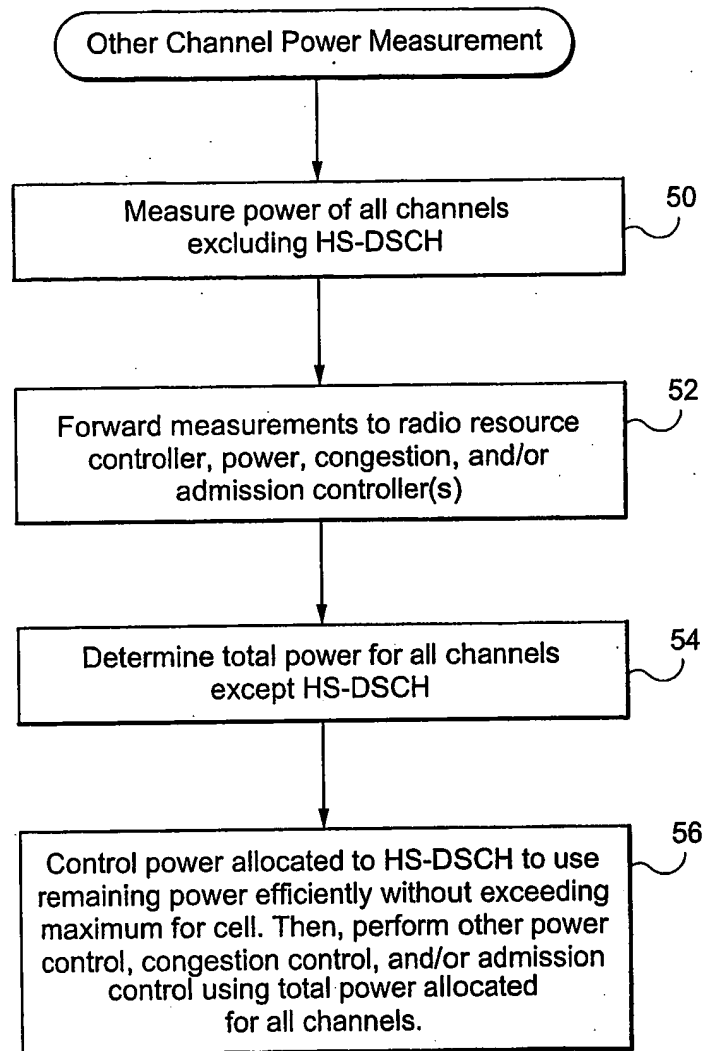 Other Channel Power Measurement
Measure power of all channels
excluding HS-DSCH
50
Forward measurements to radio resource
controller, power, congestion, and/or
admission controller(s)
52
Determine total power for all channels
except HS-DSCH
54
Control power allocated to HS-DSCH to use
remaining power efficiently without exceeding
maximum for cell. Then, perform other power
control, congestion control, and/or admission
control using total power allocated
for all channels.
56